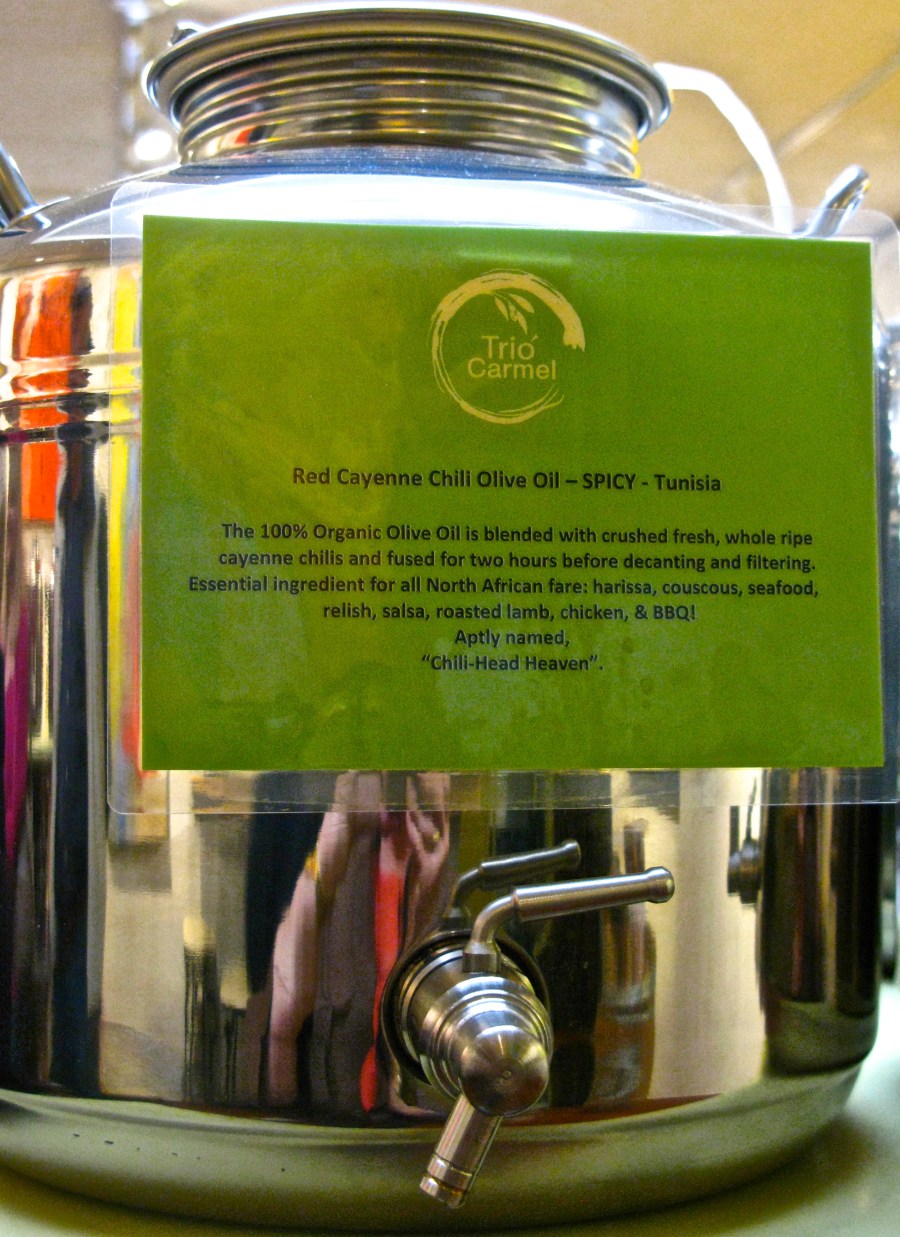 Trio
Carmel
Red Cayenne Chili Olive Oil – SPICY - Tunisia
The 100% Organic Olive Oil is blended with crushed fresh, whole ripe
cayenne chilis and fused for two hours before decanting and filtering.
Essential ingredient for all North African fare: harissa, couscous, seafood,
relish, salsa, roasted lamb, chicken, & BBQ!
Aptly named,
“Chili-Head Heaven”.